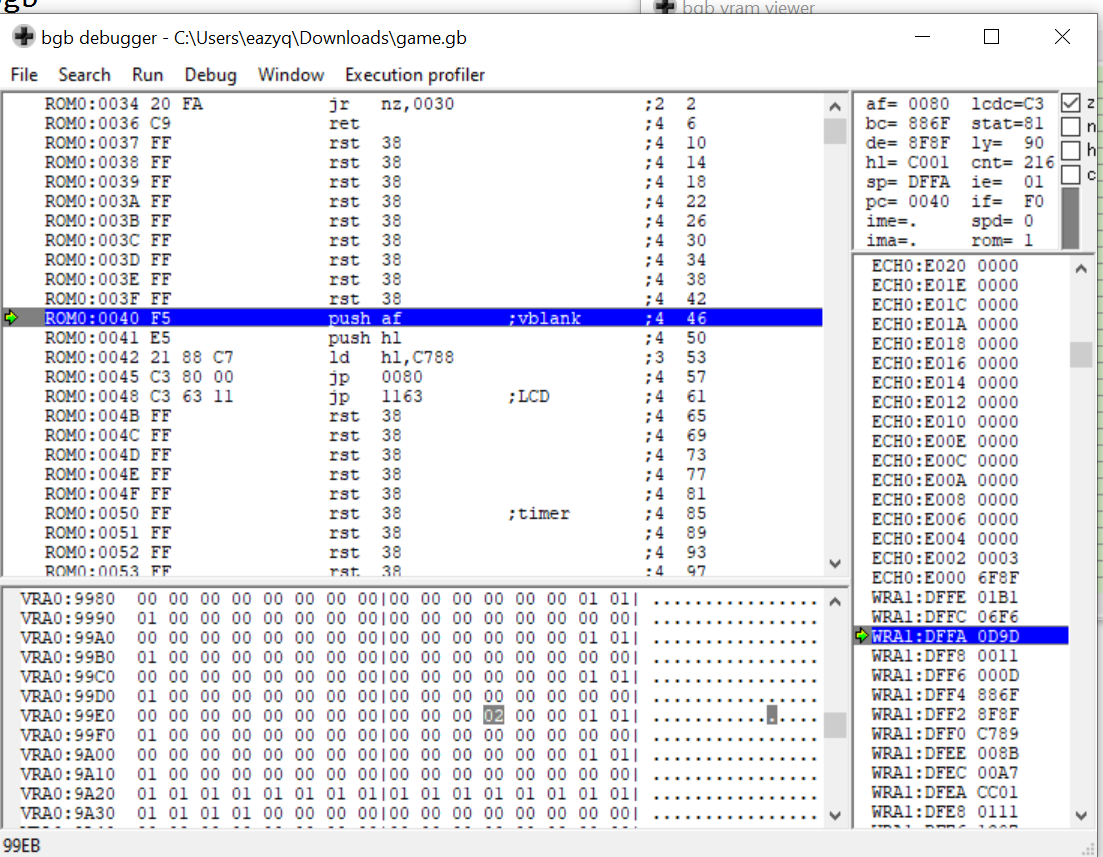 bgb
bgb vram viewer
bgb debugger - C:\Users\eazyq\Downloads\game.gb
File Search Run Debug Window Execution profiler
ROM0:0034 20 FA jr nz,0030 ;2 2
ROM0:0036 C9 ret ;4 6
ROM0:0037 FF rst 38 ;4 10
ROM0:0038 FF rst 38 ;4 14
ROM0:0039 FF rst 38 ;4 18
ROM0:003A FF rst 38 ;4 22
ROM0:003B FF rst 38 ;4 26
ROM0:003C FF rst 38 ;4 30
ROM0:003D FF rst 38 ;4 34
ROM0:003E FF rst 38 ;4 38
ROM0:003F FF rst 38 ;4 42
ROM0:0040 F5 push af ;vblank ;4 46
ROM0:0041 E5 push hl ;4 50
ROM0:0042 21 88 C7 ld hl,C788 ;3 53
ROM0:0045 C3 80 00 jp 0080 ;4 57
ROM0:0048 C3 63 11 jp 1163 ;LCD ;4 61
ROM0:004B FF rst 38 ;4 65
ROM0:004C FF rst 38 ;4 69
ROM0:004D FF rst 38 ;4 73
ROM0:004E FF rst 38 ;4 77
ROM0:004F FF rst 38 ;4 81
ROM0:0050 FF rst 38 ;timer ;4 85
ROM0:0051 FF rst 38 ;4 89
ROM0:0052 FF rst 38 ;4 93
ROM0:0053 FF rst 38 ;4 97
af= 0080 lcdc=C3 z
bc= 886F stat=81 n
de= 8F8F ly= 90 h
hl= C001 cnt= 216 c
sp= DFFA ie= 01
pc= 0040 if= F0
ime=. spd= 0
ima=. rom= 1
ECH0:E020 0000
ECH0:E01E 0000
ECH0:E01C 0000
ECH0:E01A 0000
ECH0:E018 0000
ECH0:E016 0000
ECH0:E014 0000
ECH0:E012 0000
ECH0:E010 0000
ECH0:E00E 0000
ECH0:E00C 0000
ECH0:E00A 0000
ECH0:E008 0000
ECH0:E006 0000
ECH0:E004 0000
ECH0:E002 0003
ECH0:E000 6F8F
WRA1:DFFE 01B1
WRA1:DFFC 06F6
WRA1:DFFA 0D9D
WRA1:DFF8 0011
WRA1:DFF6 000D
WRA1:DFF4 886F
WRA1:DFF2 8F8F
WRA1:DFF0 C789
WRA1:DFEE 008B
WRA1:DFEC 00A7
WRA1:DFEA CC01
WRA1:DFE8 0111
VRA0:9980 00 00 00 00 00 00 00 00|00 00 00 00 00 00 01 01| ................
VRA0:9990 01 00 00 00 00 00 00 00|00 00 00 00 00 00 00 00| ................
VRA0:99A0 00 00 00 00 00 00 00 00|00 00 00 00 00 00 01 01| ................
VRA0:99B0 01 00 00 00 00 00 00 00|00 00 00 00 00 00 00 00| ................
VRA0:99C0 00 00 00 00 00 00 00 00|00 00 00 00 00 00 01 01| ................
VRA0:99D0 01 00 00 00 00 00 00 00|00 00 00 00 00 00 00 00| ................
VRA0:99E0 00 00 00 00 00 00 00 00|00 00 00 02 00 00 01 01| ................
VRA0:99F0 01 00 00 00 00 00 00 00|00 00 00 00 00 00 00 00| ................
VRA0:9A00 00 00 00 00 00 00 00 00|00 00 00 00 00 00 01 01| ................
VRA0:9A10 01 00 00 00 00 00 00 00|00 00 00 00 00 00 00 00| ................
VRA0:9A20 01 01 01 01 01 01 01 01|01 01 01 01 01 01 01 01| ................
VRA0:9A30 01 01 01 01 00 00 00 00|00 00 00 00 00 00 00 00| ................
99EB